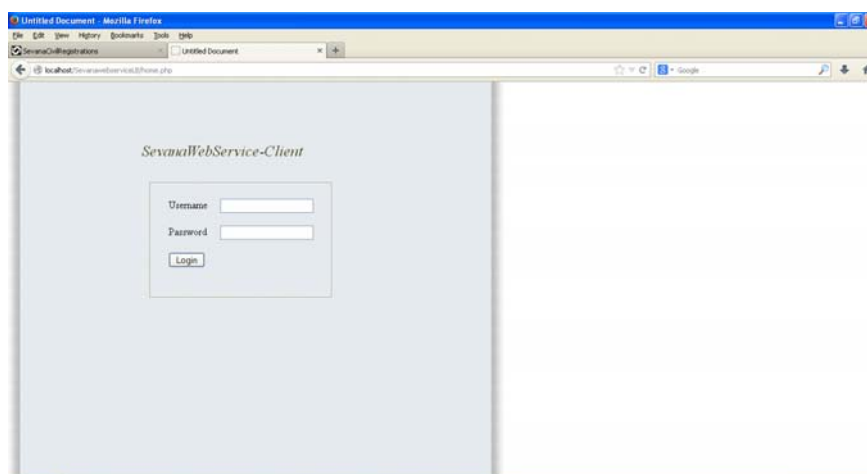 Untitled Document - Mozilla Firefox
File Edit View History Bookmarks Tools Help
SevanaCivilRegistrations
Untitled Document
localhost/SevanawebserviceUI/home.php
Google
SevanaWebService-Client
Username
Password
Login